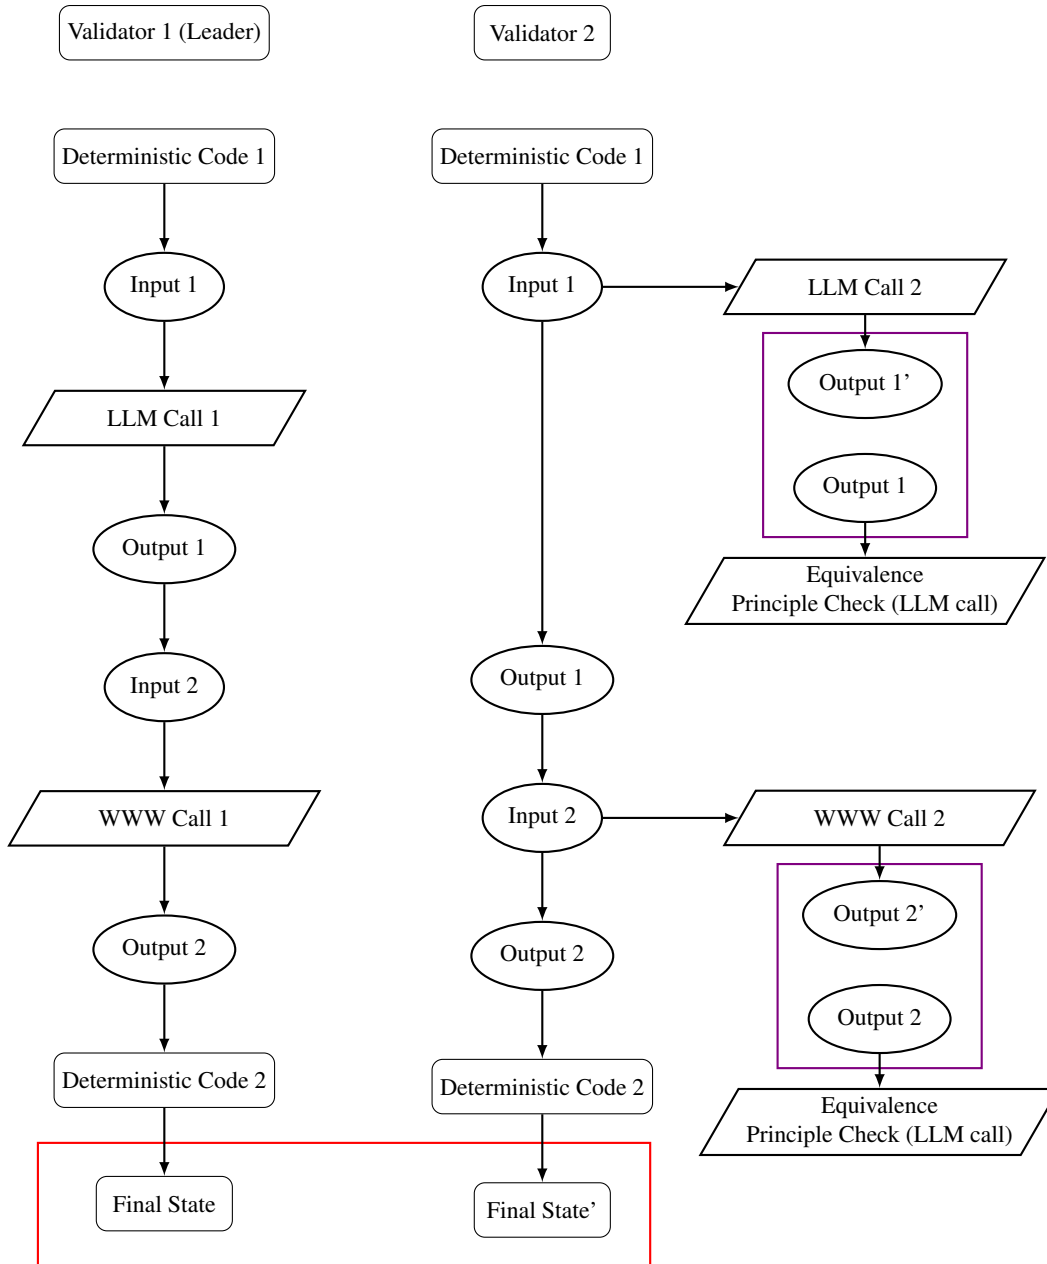 Validator 1 (Leader)
Validator 2
Deterministic Code 1
Deterministic Code 1
Input 1
Input 1
LLM Call 2
Output 1’
LLM Call 1
Output 1
Output 1
Equivalence
Principle Check (LLM call)
Input 2
Output 1
WWW Call 1
Input 2
WWW Call 2
Output 2’
Output 2
Output 2
Output 2
Deterministic Code 2
Deterministic Code 2
Equivalence
Principle Check (LLM call)
Final State
Final State’